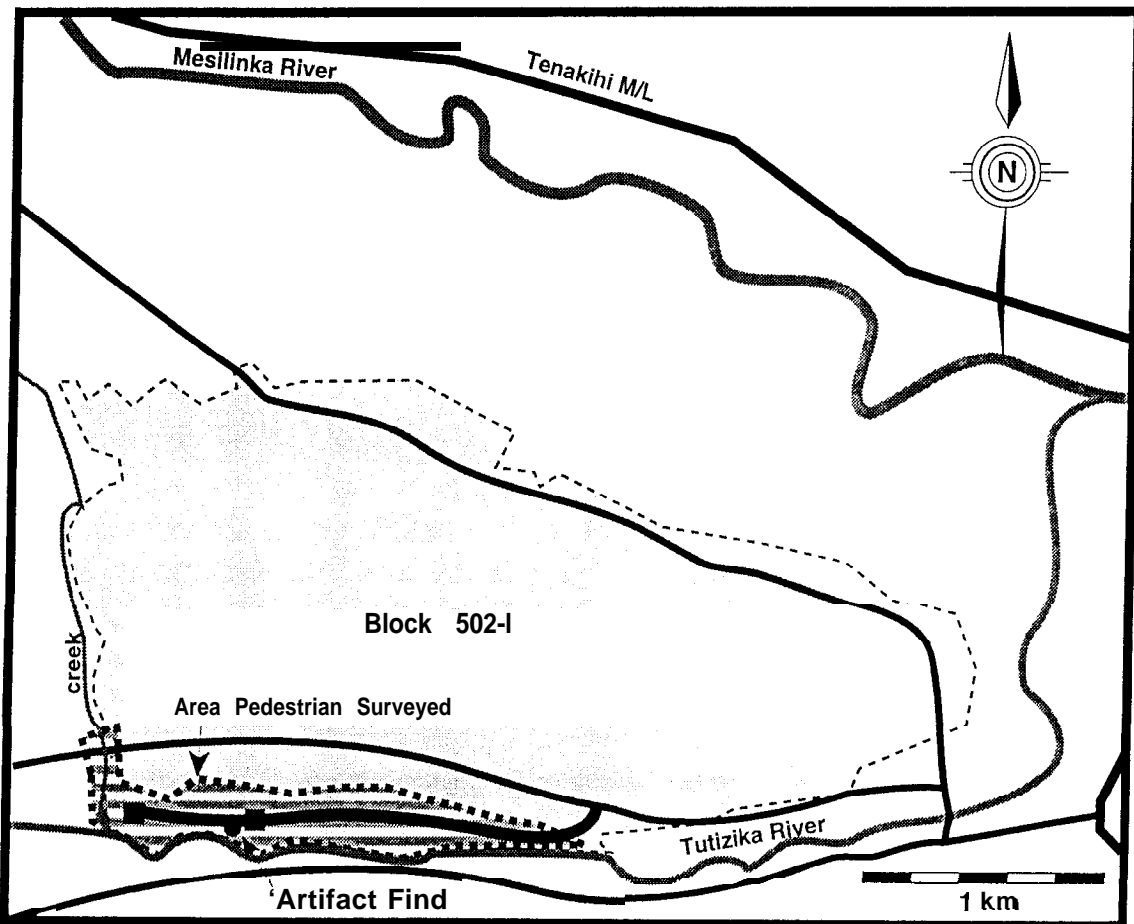 Mesilinka River
Tenakihi M/L
N
Block 502-I
creek
Area Pedestrian Surveyed
Tutizika River
'Artifact Find
1 km